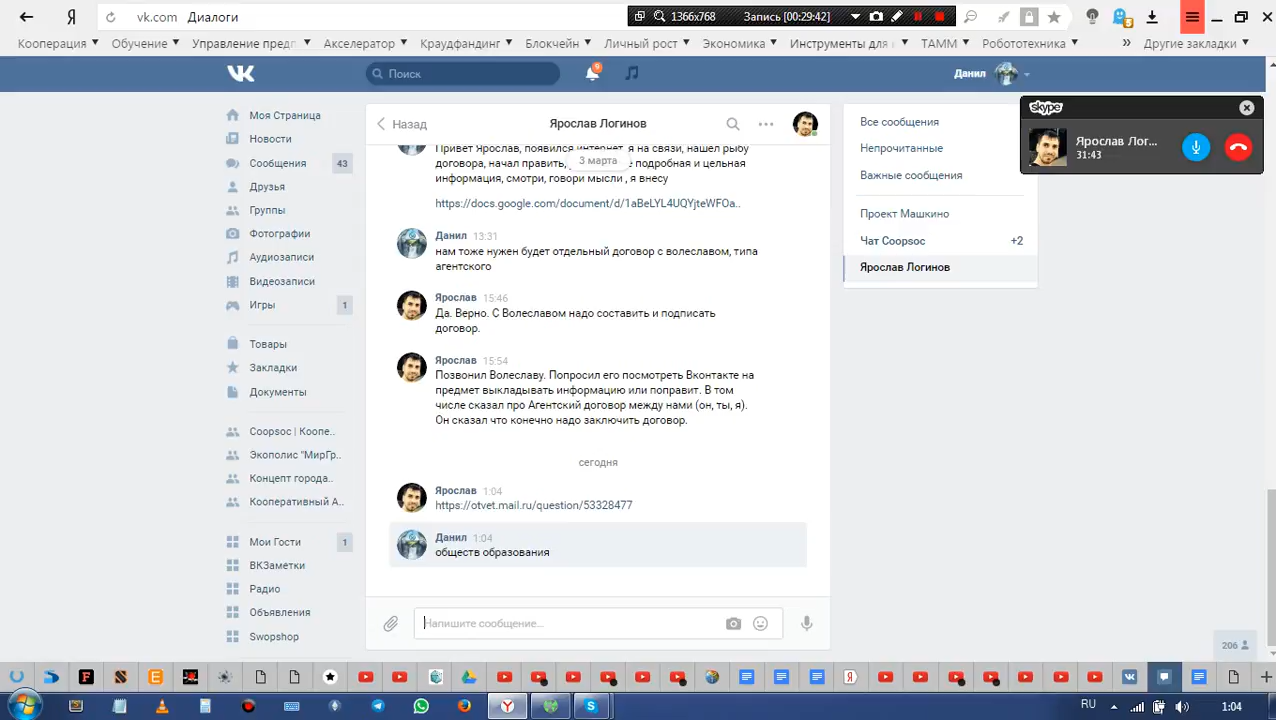 vk.com Диалоги
1366x768 Запись [00:29:42]
5
Кооперация Обучение Управление предп Акселератор Краудфандинг Блокчейн Личный рост Экономика Инструменты для ТАММ Робототехника » Другие закладки
Поиск
9
Данил
skype
Ярослав Лог...
31:43
Моя Страница
Новости
Сообщения 43
Друзья
Группы
Фотографии
Аудиозаписи
Видеозаписи
Игры 1
Товары
Закладки
Документы
Coopsoc | Коопе..
Экополис "МирГр..
Концепт города..
Кооперативный А..
Мои Гости 1
ВКЗаметки
Радио
Объявления
Swopshop
Назад
Ярослав Логинов
3 марта
Привет Ярослав, появился интернет, я на связи, нашел рыбу
договора, начал править, подробная и цельная
информация, смотри, говори мысли , я внесу
https://docs.google.com/document/d/1aBeLYL4UQYjteWFOa..
Данил 13:31
нам тоже нужен будет отдельный договор с волеславом, типа
агентского
Ярослав 15:46
Да. Верно. С Волеславом надо составить и подписать
договор.
Ярослав 15:54
Позвонил Волеславу. Попросил его посмотреть Вконтакте на
предмет выкладывать информацию или поправит. В том
числе сказал про Агентский договор между нами (он, ты, я).
Он сказал что конечно надо заключить договор.
сегодня
Ярослав 1:04
https://otvet.mail.ru/question/53328477
Данил 1:04
обществ образования
Напишите сообщение...
Все сообщения
Непрочитанные
Важные сообщения
Проект Машкино
Чат Coopsoc +2
Ярослав Логинов
206
RU 1:04